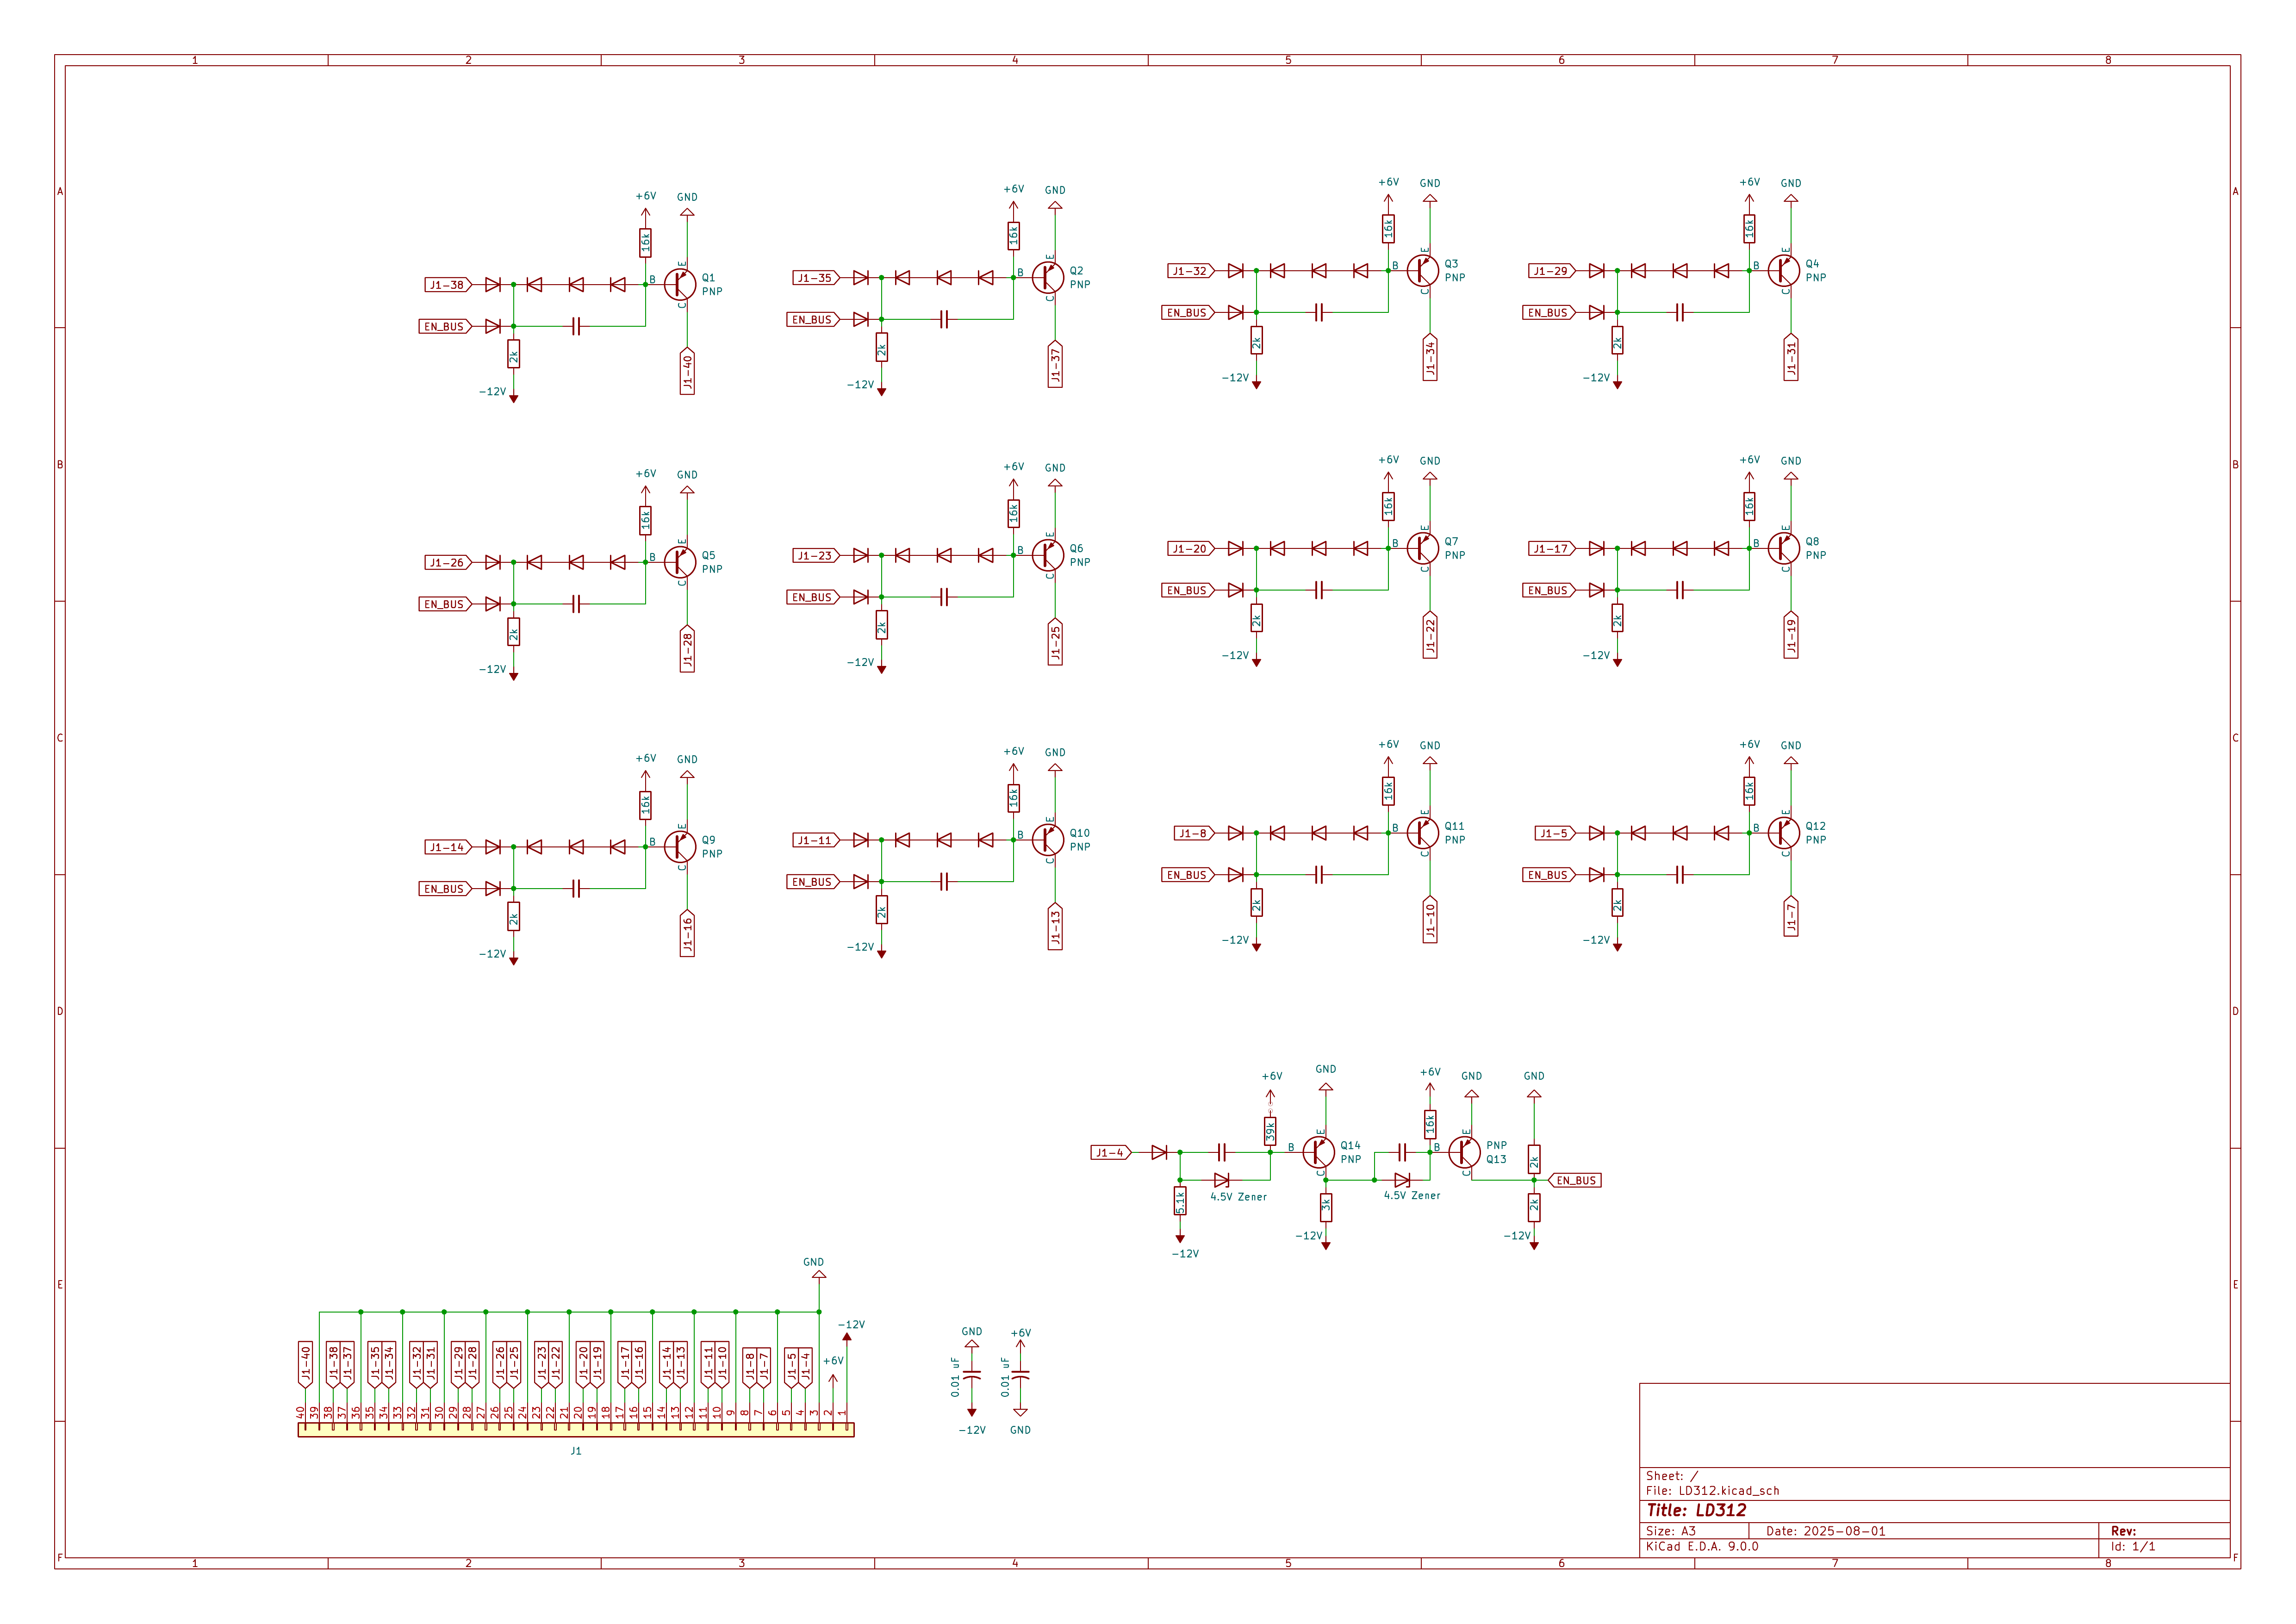 1 2 3 4 5 6 7 8
A
A
+6V GND
16k
J1-38
E
B
C
Q1
PNP
EN_BUS
2k
-12V
J1-40
+6V GND
16k
J1-35
E
B
C
Q2
PNP
EN_BUS
2k
-12V
J1-37
+6V GND
16k
J1-32
E
B
C
Q3
PNP
EN_BUS
2k
-12V
J1-34
+6V GND
16k
J1-29
E
B
C
Q4
PNP
EN_BUS
2k
-12V
J1-31
B
B
+6V GND
16k
J1-26
E
B
C
Q5
PNP
EN_BUS
2k
-12V
J1-28
+6V GND
16k
J1-23
E
B
C
Q6
PNP
EN_BUS
2k
-12V
J1-25
+6V GND
16k
J1-20
E
B
C
Q7
PNP
EN_BUS
2k
-12V
J1-22
+6V GND
16k
J1-17
E
B
C
Q8
PNP
EN_BUS
2k
-12V
J1-19
C
C
+6V GND
16k
J1-14
E
B
C
Q9
PNP
EN_BUS
2k
-12V
J1-16
+6V GND
16k
J1-11
E
B
C
Q10
PNP
EN_BUS
2k
-12V
J1-13
+6V GND
16k
J1-8
E
B
C
Q11
PNP
EN_BUS
2k
-12V
J1-10
+6V GND
16k
J1-5
E
B
C
Q12
PNP
EN_BUS
2k
-12V
J1-7
D
D
J1-4
5.1k
-12V
4.5V Zener
+6V
39k
GND
E
B
C
Q14
PNP
3k
-12V
4.5V Zener
+6V
16k
GND
E
B
C
PNP
Q13
GND
2k
EN_BUS
2k
-12V
E
E
GND
-12V
+6V
J1-40 J1-38 J1-37 J1-35 J1-34 J1-32 J1-31 J1-29 J1-28 J1-26 J1-25 J1-23 J1-22 J1-20 J1-19 J1-17 J1-16 J1-14 J1-13 J1-11 J1-10 J1-8 J1-7 J1-5 J1-4
40 39 38 37 36 35 34 33 32 31 30 29 28 27 26 25 24 23 22 21 20 19 18 17 16 15 14 13 12 11 10 9 8 7 6 5 4 3 2 1
J1
GND
0.01 uF
-12V
+6V
0.01 uF
GND
Sheet: /
File: LD312.kicad_sch
Title: LD312
Size: A3 Date: 2025-08-01 Rev:
KiCad E.D.A. 9.0.0 Id: 1/1
F
F
1 2 3 4 5 6 7 8